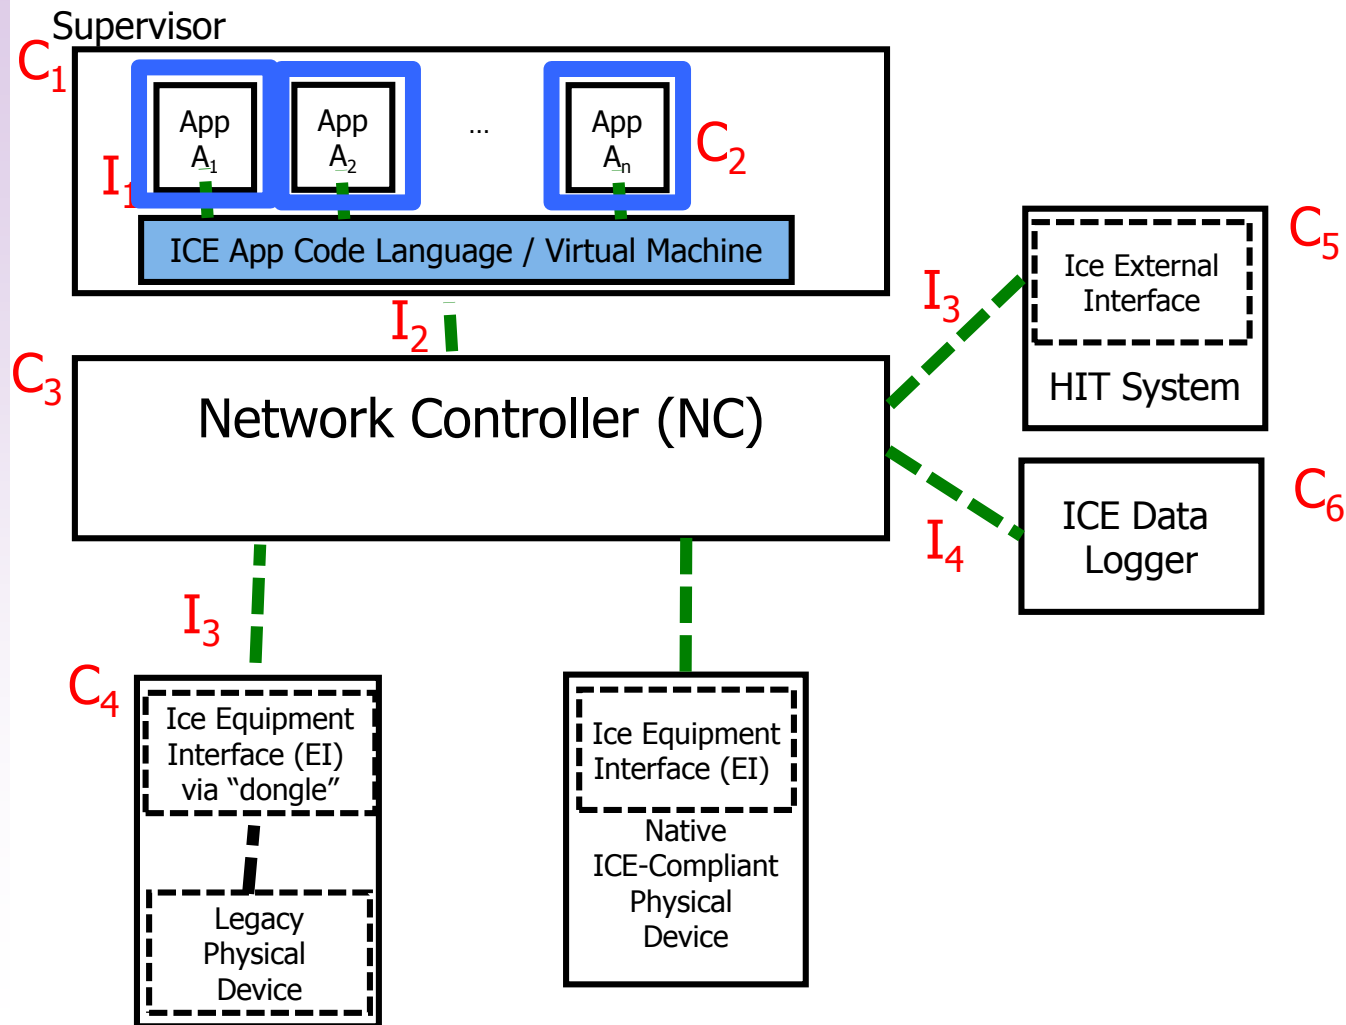 Supervisor
C1
App
A1
App
A2
...
App
An
C2
I1
ICE App Code Language / Virtual Machine
I2
C3
Network Controller (NC)
I3
Ice External
Interface
HIT System
C5
I4
ICE Data
Logger
C6
I3
C4
Ice Equipment
Interface (EI)
via “dongle”
Legacy
Physical
Device
Ice Equipment
Interface (EI)
Native
ICE-Compliant
Physical
Device